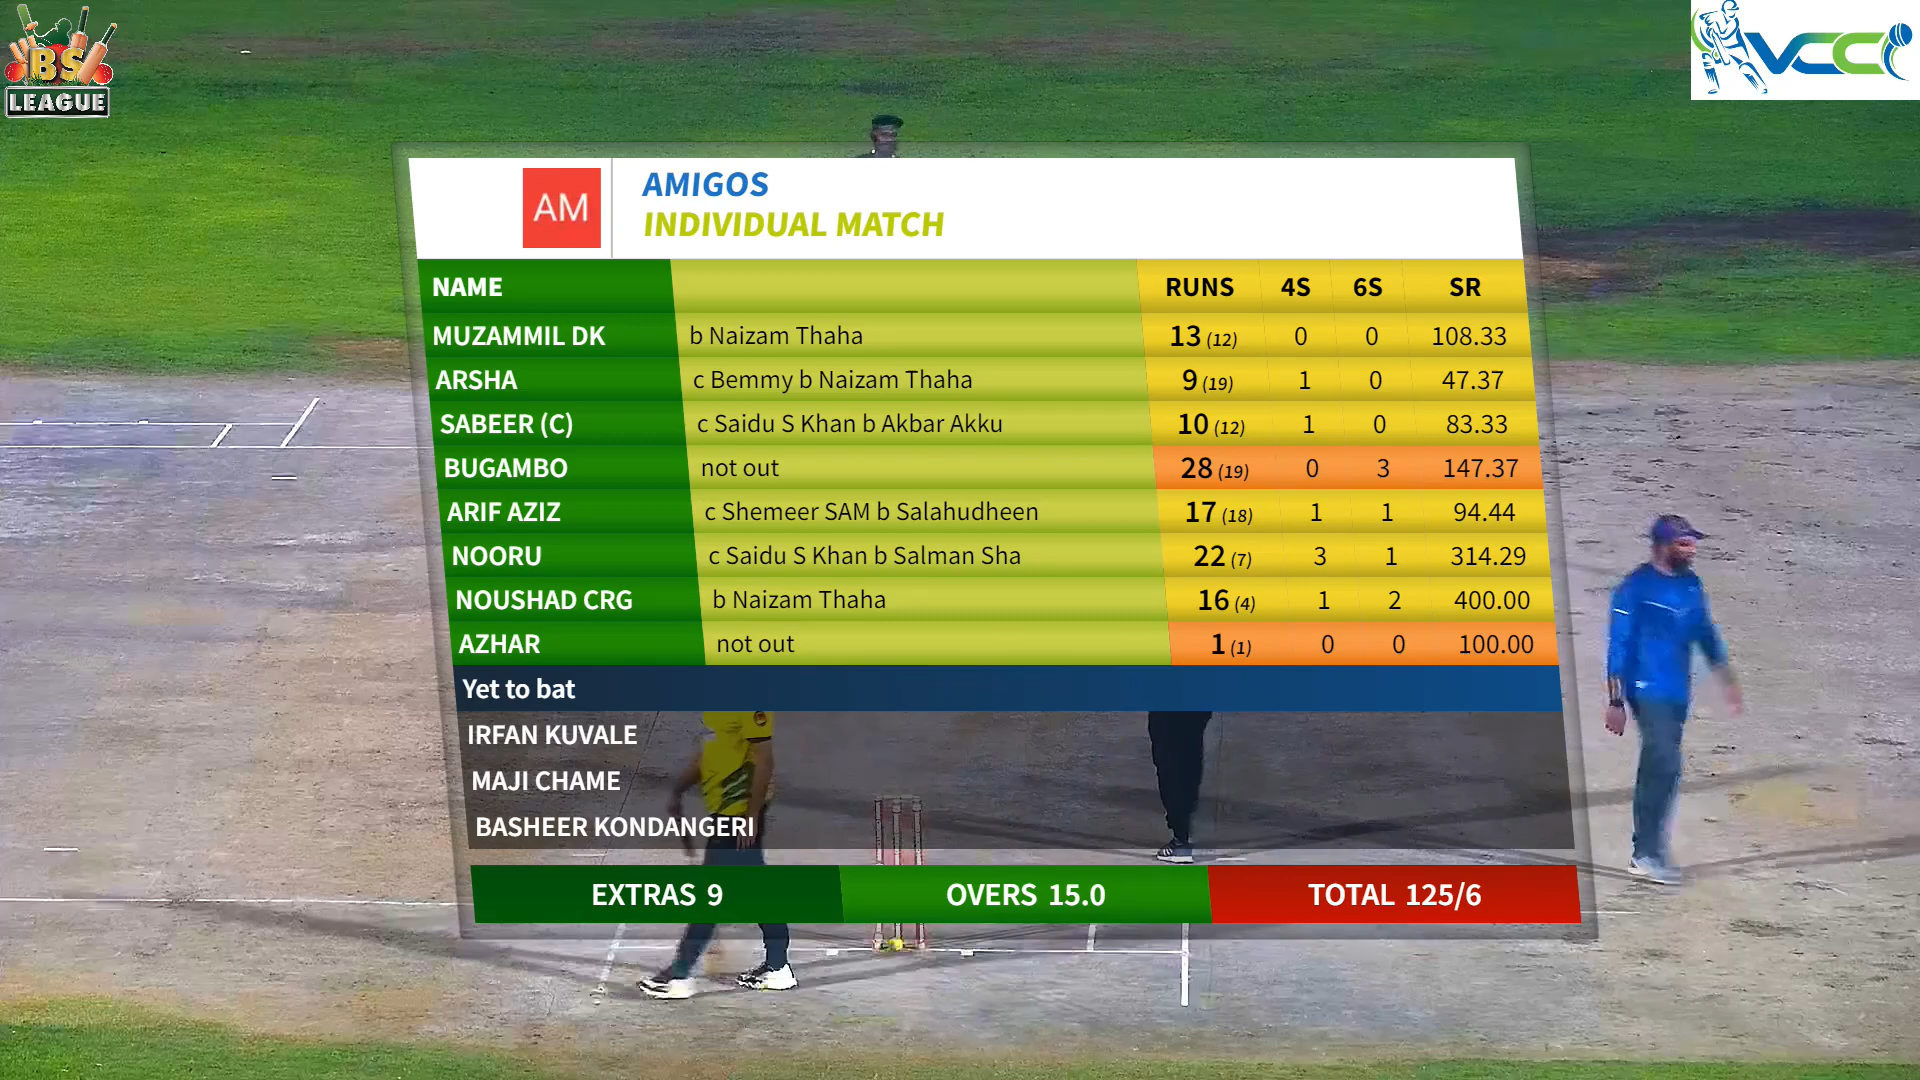 BS
LEAGUE
VCC
AM
AMIGOS
INDIVIDUAL MATCH
NAME RUNS 4S 6S SR
MUZAMMIL DK b Naizam Thaha 13 (12) 0 0 108.33
ARSHA c Bemmy b Naizam Thaha 9 (19) 1 0 47.37
SABEER (C) c Saidu S Khan b Akbar Akku 10 (12) 1 0 83.33
BUGAMBO not out 28 (19) 0 3 147.37
ARIF AZIZ c Shemeer SAM b Salahudheen 17 (18) 1 1 94.44
NOORU c Saidu S Khan b Salman Sha 22 (7) 3 1 314.29
NOUSHAD CRG b Naizam Thaha 16 (4) 1 2 400.00
AZHAR not out 1 (1) 0 0 100.00
Yet to bat
IRFAN KUVALE
MAJI CHAME
BASHEER KONDANGERI
EXTRAS 9 OVERS 15.0 TOTAL 125/6